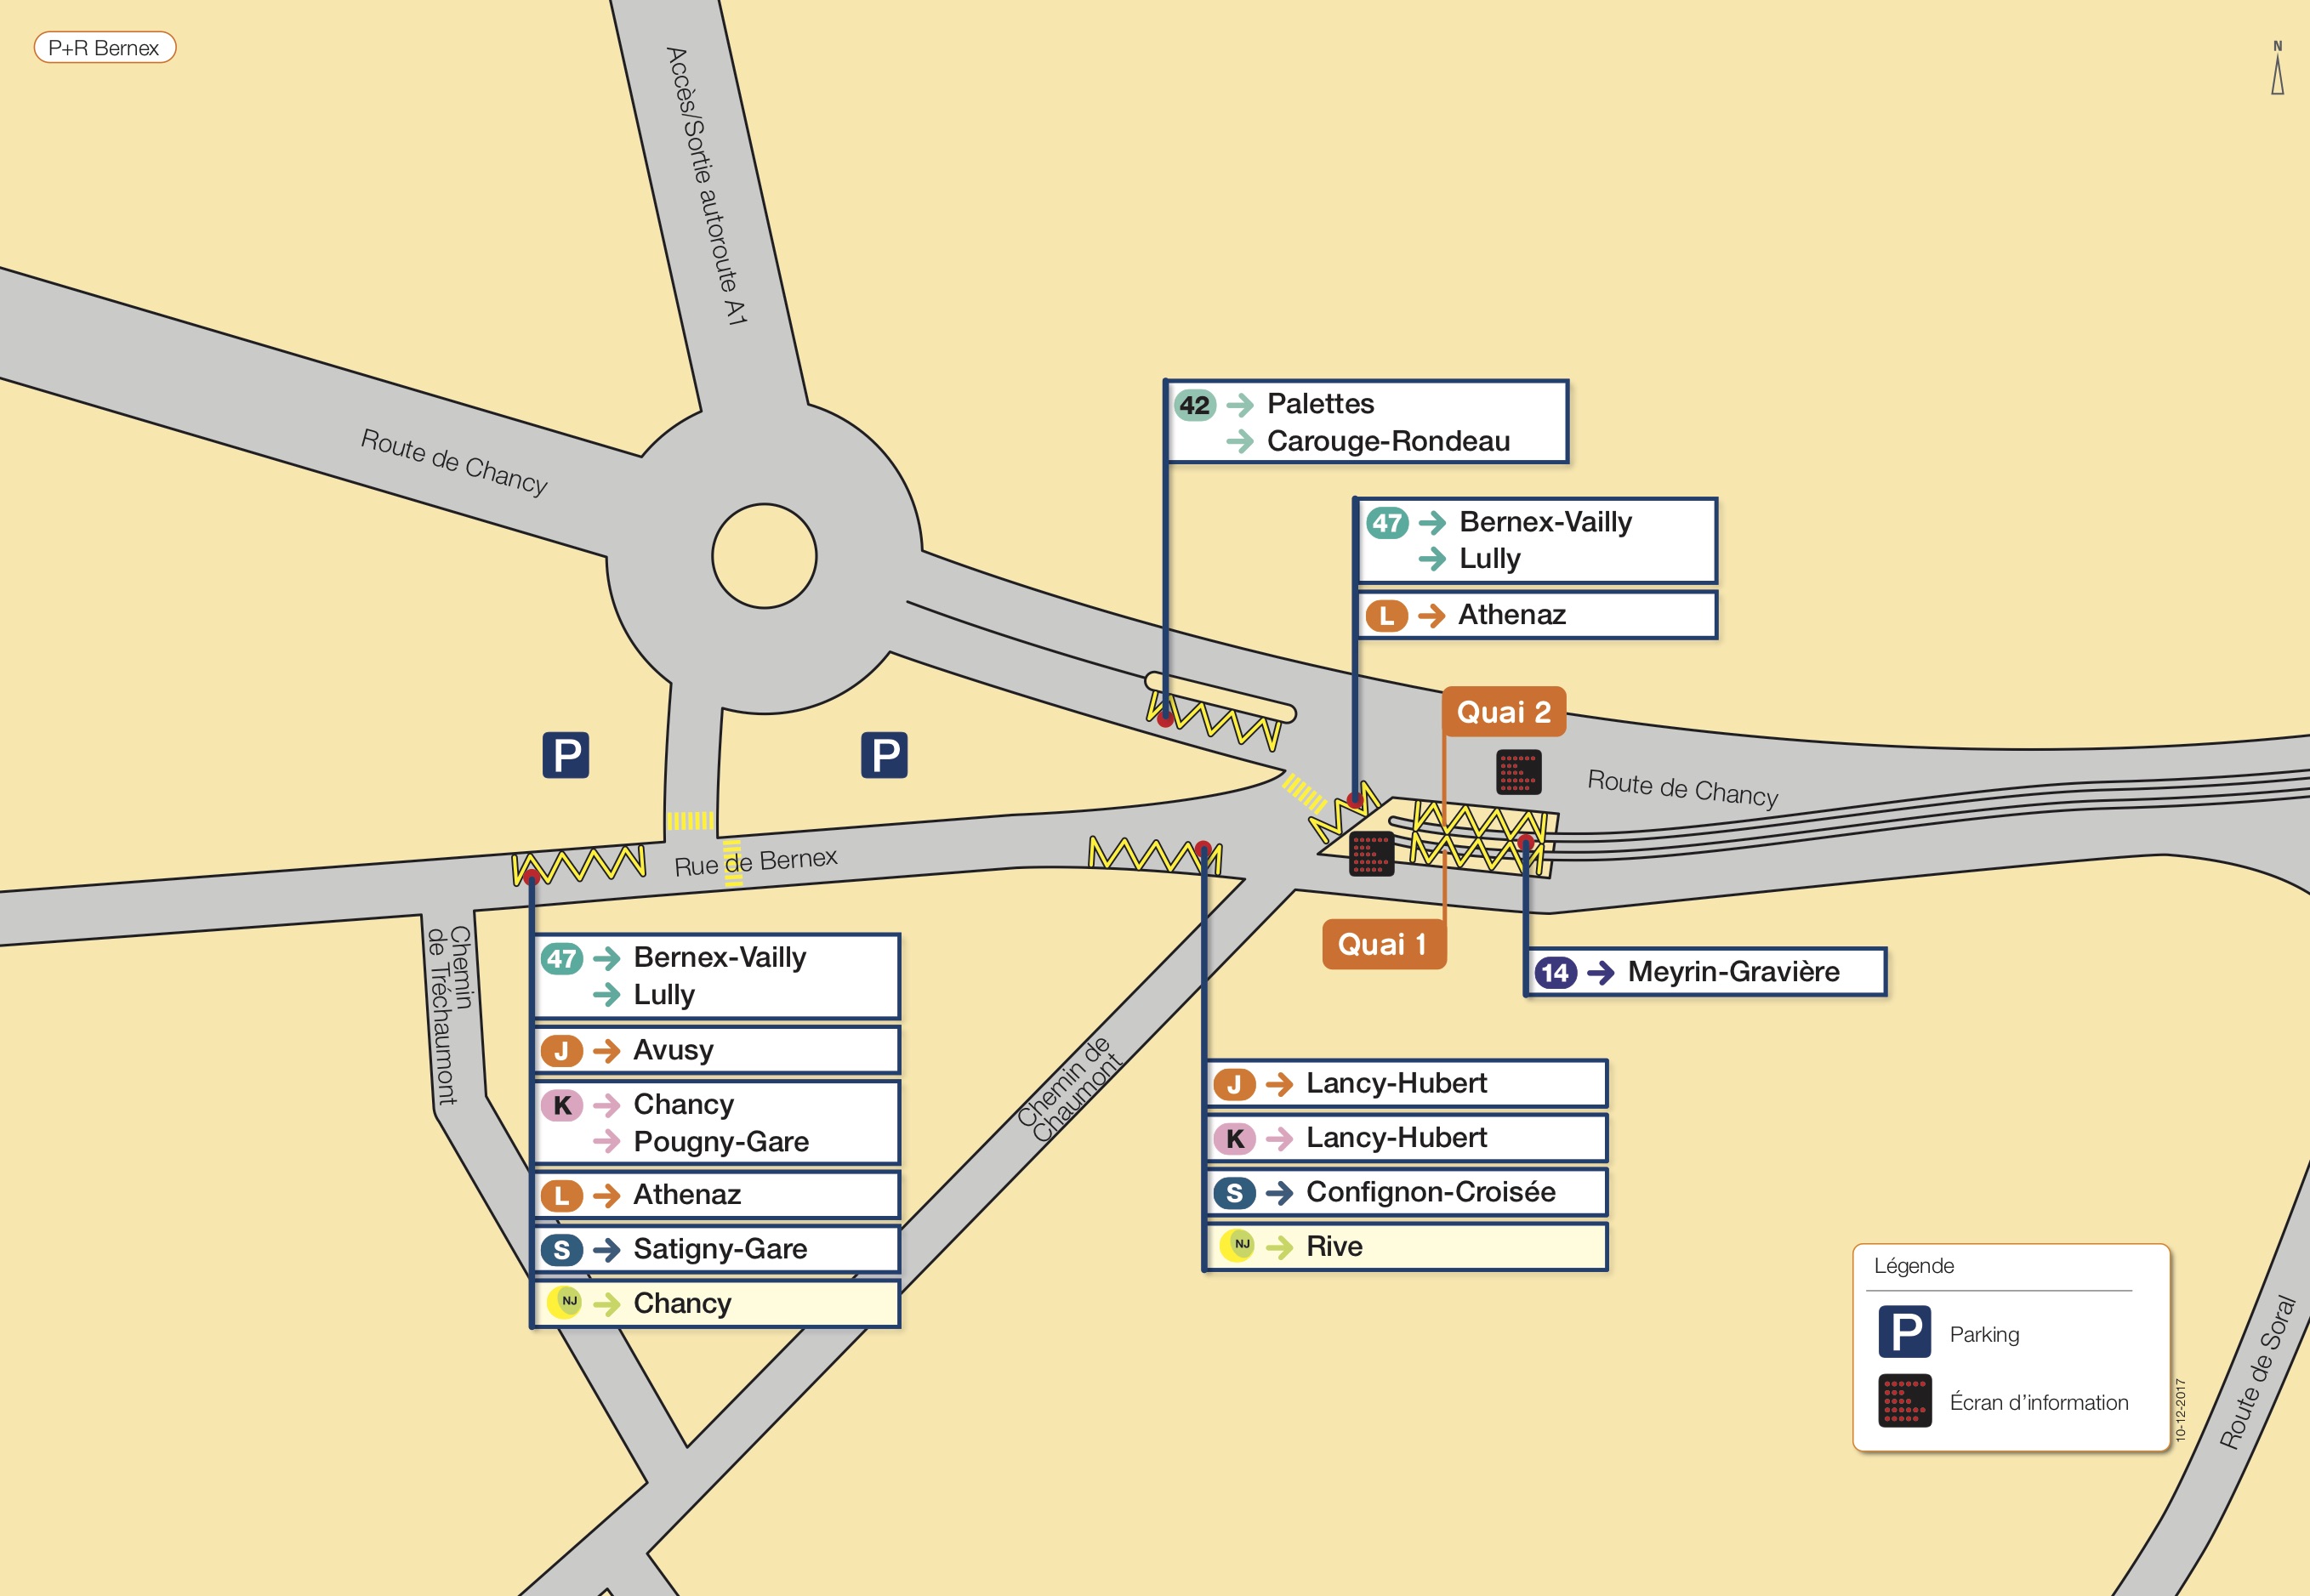 P+R Bernex
N
Accès/Sortie autoroute A1
Route de Chancy
42 → Palettes
→ Carouge-Rondeau
47 → Bernex-Vailly
→ Lully
L → Athenaz
Quai 2
P
P
Route de Chancy
Rue de Bernex
Quai 1
14 → Meyrin-Gravière
Chemin
de Tréchaumont
47 → Bernex-Vailly
→ Lully
J → Avusy
K → Chancy
→ Pougny-Gare
L → Athenaz
S → Satigny-Gare
NJ → Chancy
Chemin de
Chaumont
J → Lancy-Hubert
K → Lancy-Hubert
S → Confignon-Croisée
NJ → Rive
Légende
P Parking
Écran d’information
10-12-2017
Route de Soral